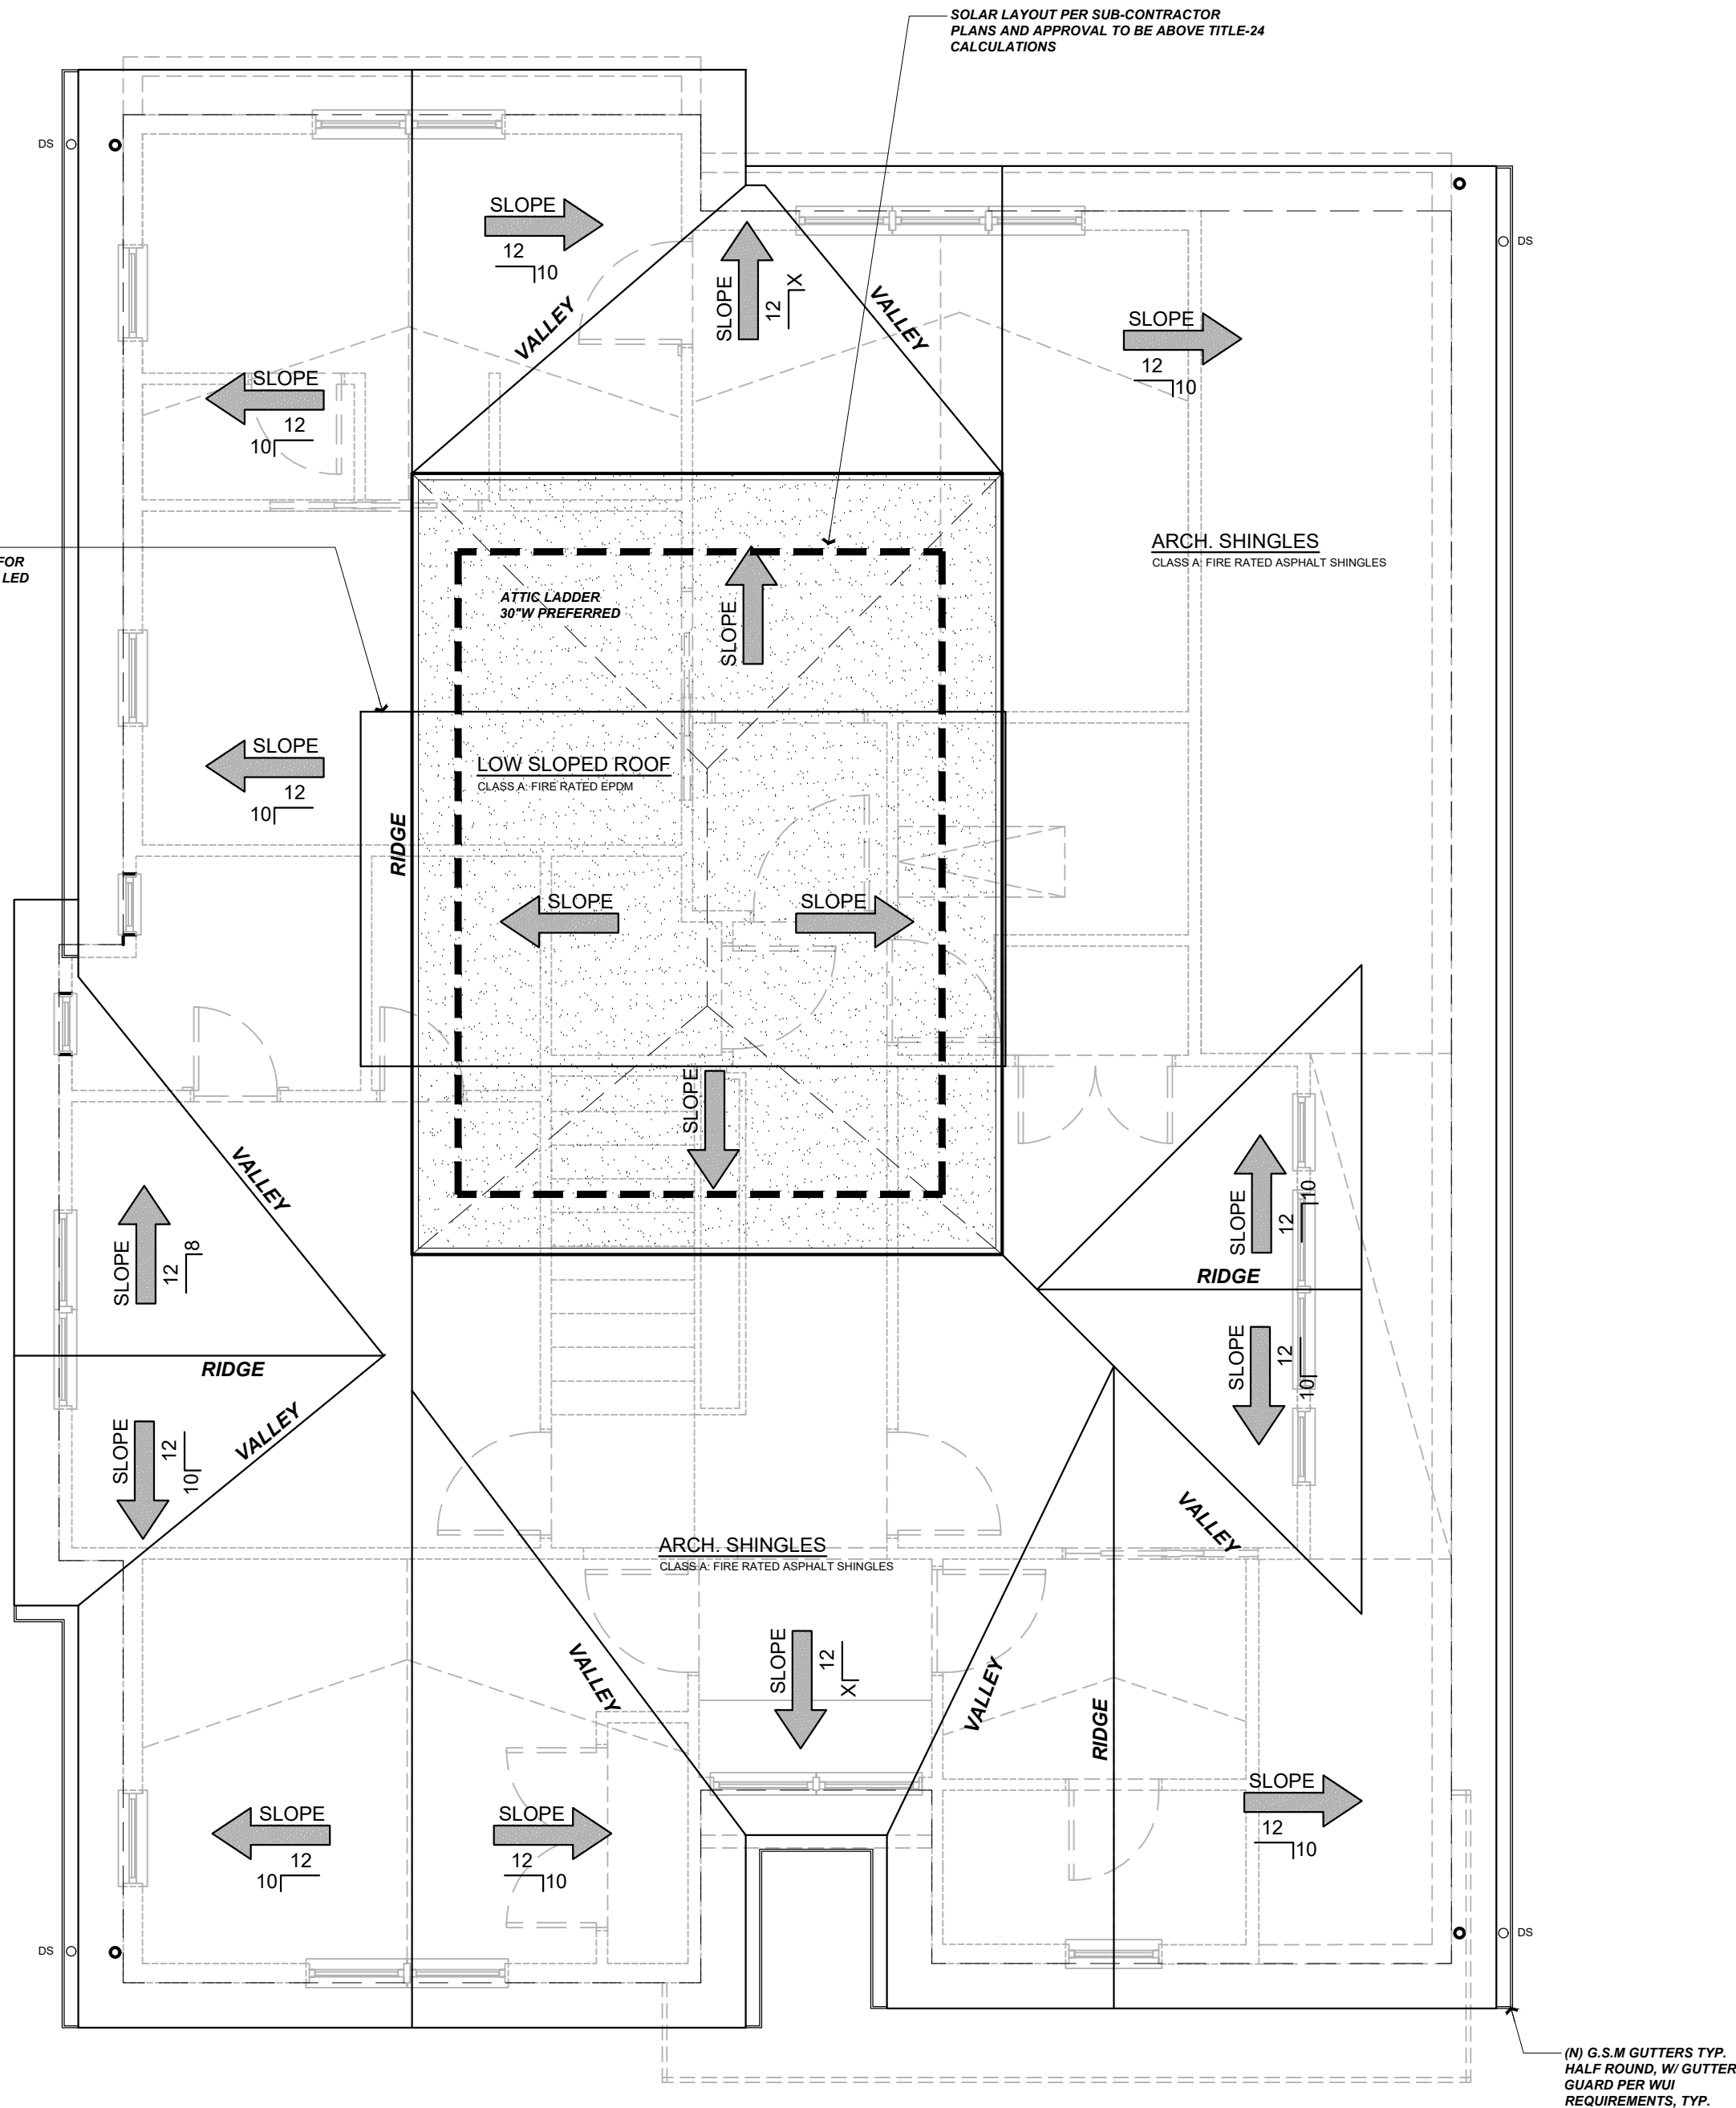 SOLAR LAYOUT PER SUB-CONTRACTOR
PLANS AND APPROVAL TO BE ABOVE TITLE-24
CALCULATIONS
DS
DS
SLOPE
12
10
SLOPE
12
X
VALLEY
VALLEY
SLOPE
12
10
SLOPE
12
10
FOR
LED
ARCH. SHINGLES
CLASS A: FIRE RATED ASPHALT SHINGLES
ATTIC LADDER
30"W PREFERRED
SLOPE
SLOPE
12
10
LOW SLOPED ROOF
CLASS A: FIRE RATED EPDM
RIDGE
SLOPE
SLOPE
SLOPE
VALLEY
SLOPE
12
8
SLOPE
12
10
RIDGE
RIDGE
SLOPE
12
10
SLOPE
12
10
VALLEY
VALLEY
ARCH. SHINGLES
CLASS A: FIRE RATED ASPHALT SHINGLES
VALLEY
SLOPE
12
X
VALLEY
RIDGE
SLOPE
12
10
SLOPE
12
10
SLOPE
12
10
DS
DS
(N) G.S.M GUTTERS TYP.
HALF ROUND, W/ GUTTER
GUARD PER WUI
REQUIREMENTS, TYP.